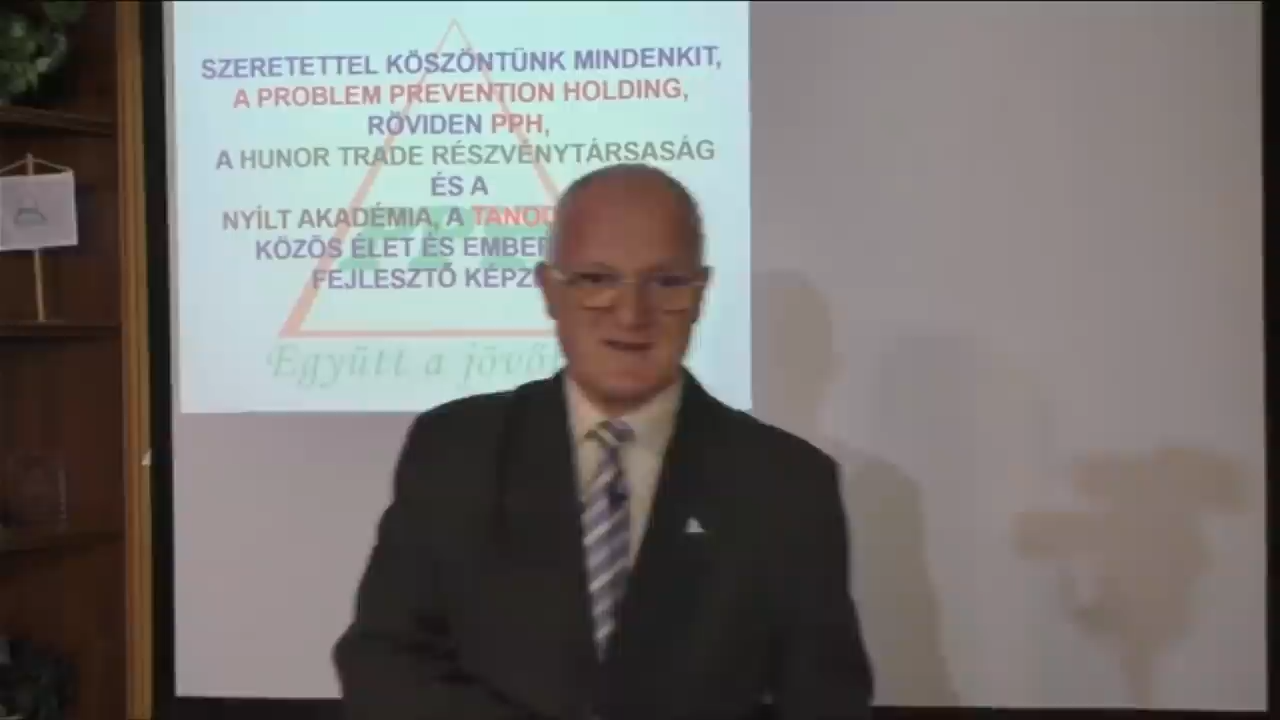 SZERETETTEL KÖSZÖNTÜNK MINDENKIT,
A PROBLEM PREVENTION HOLDING,
RÖVIDEN PPH,
A HUNOR TRADE RÉSZVÉNYTÁRSASÁG
ÉS A
NYÍLT AKADÉMIA, A
KÖZÖS ÉLET ÉS
FEJLESZTŐ
Együtt a